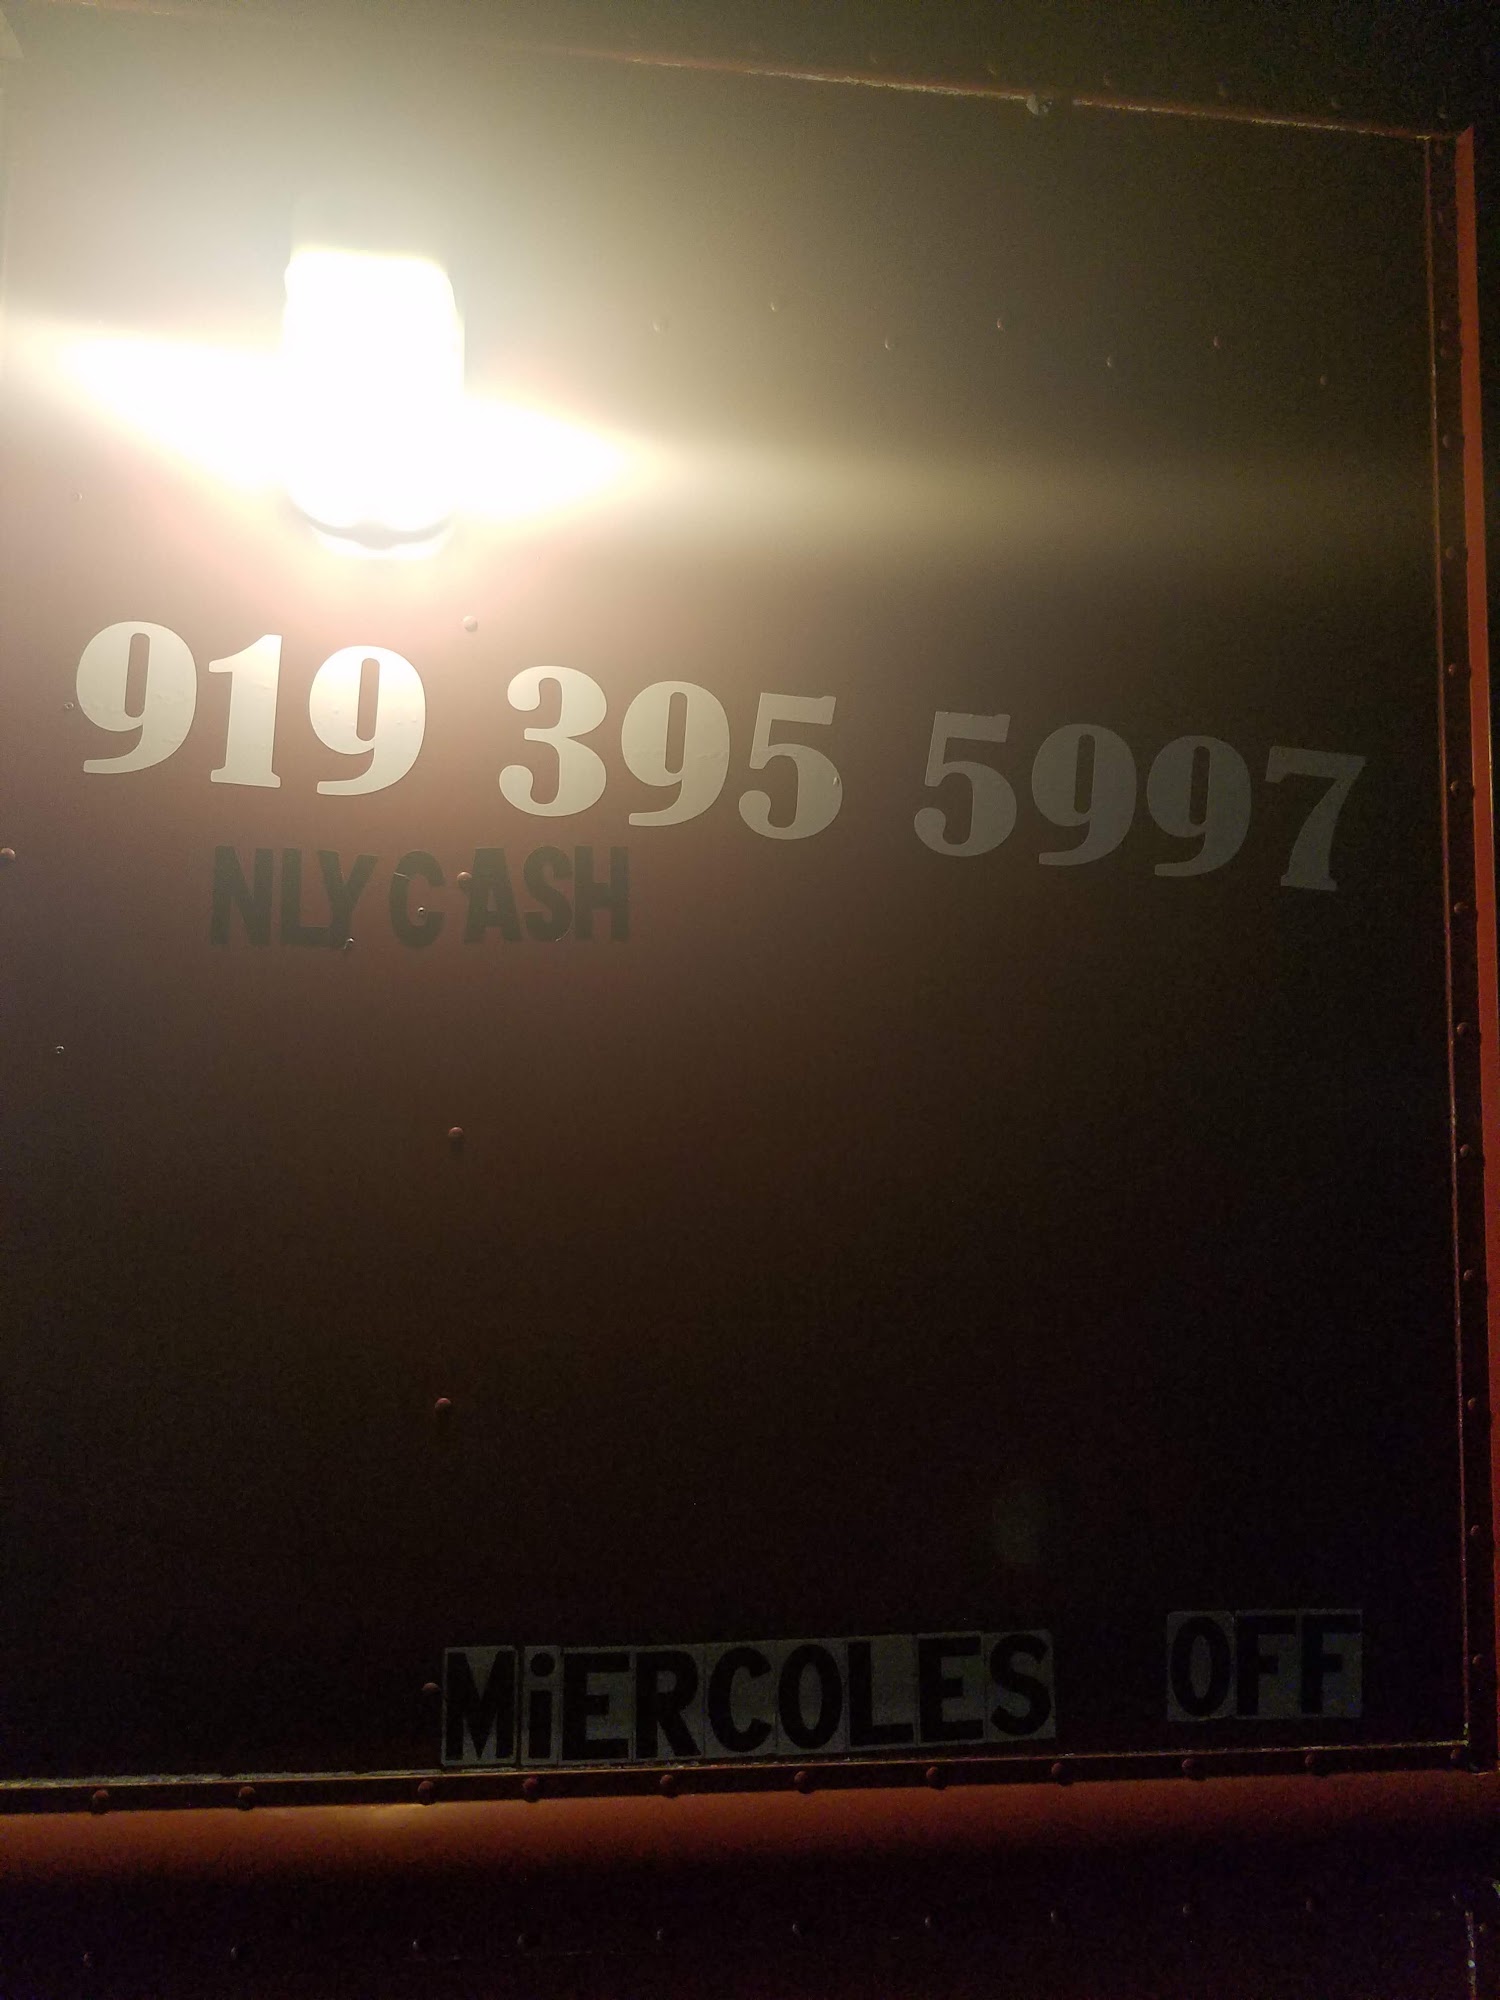 919 395 5997
NLY CASH
MiERCOLES OFF